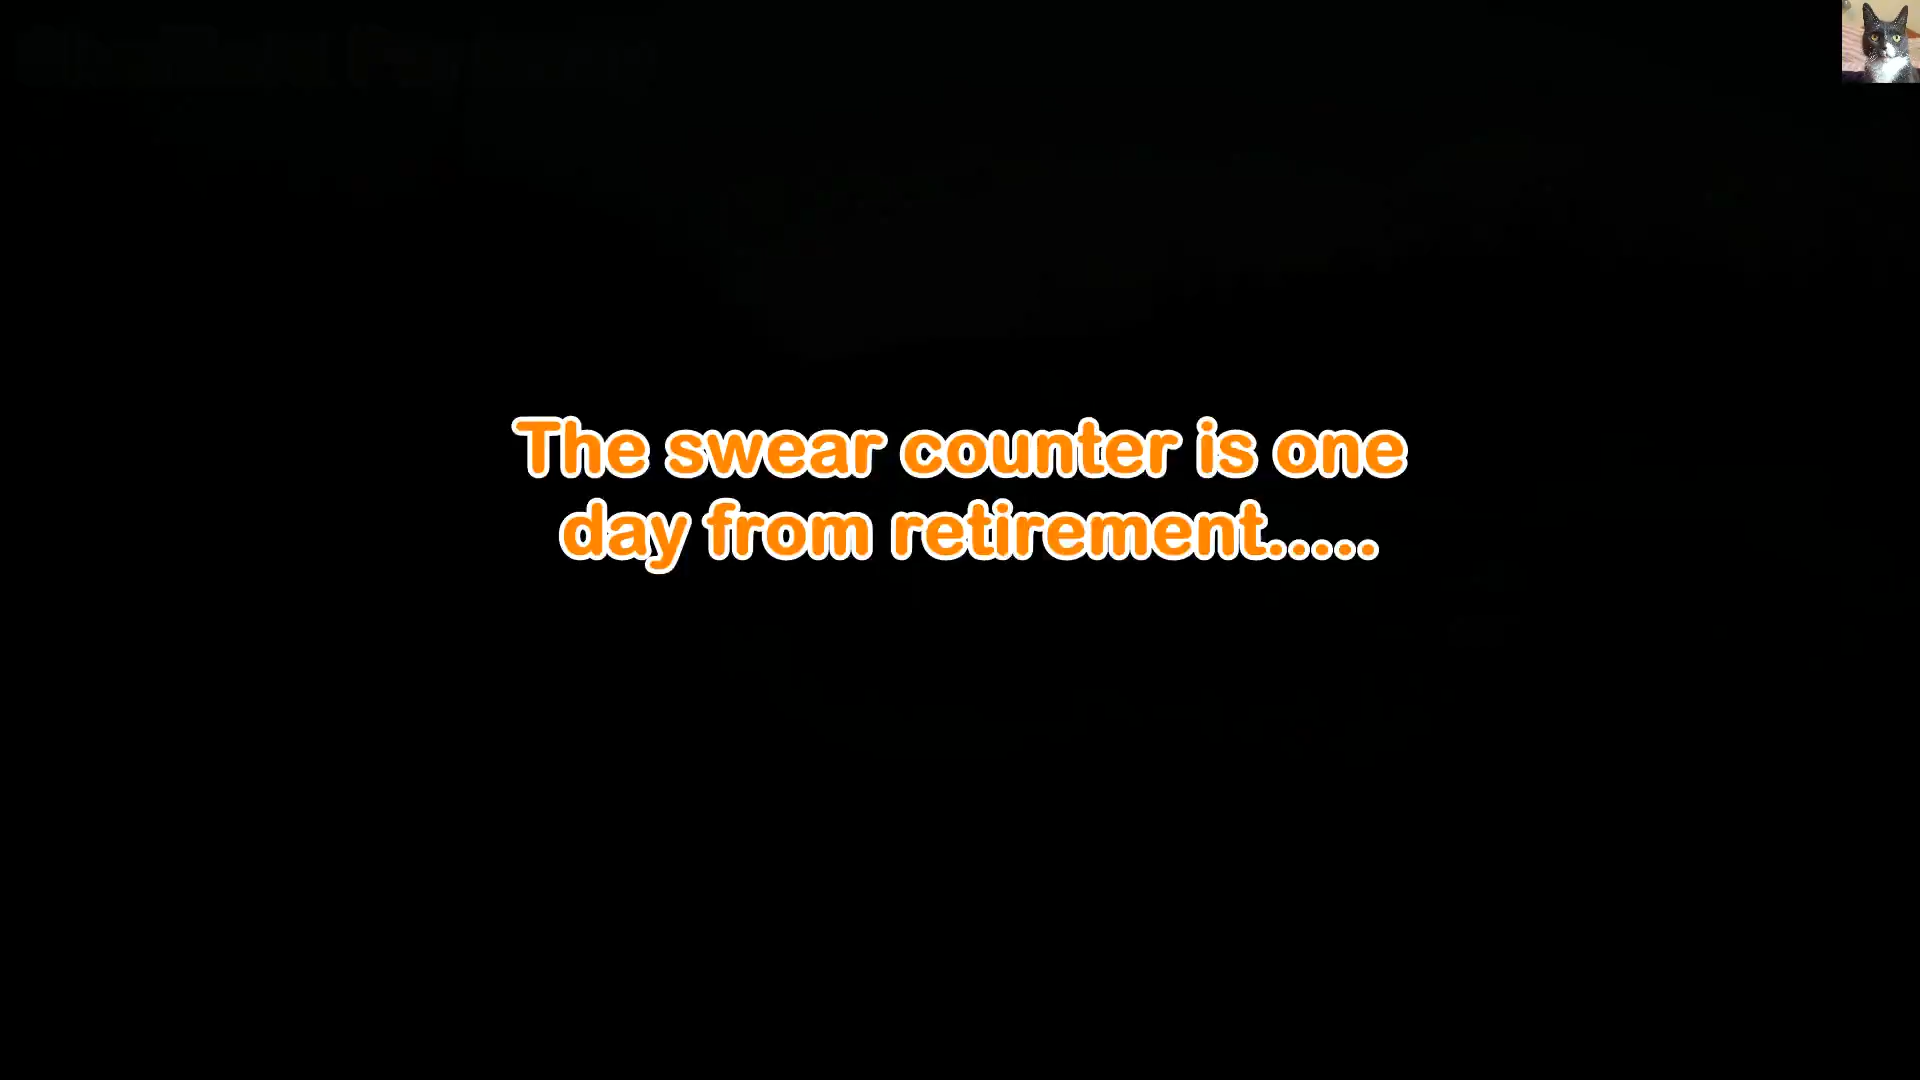 The swear counter is one
day from retirement.....